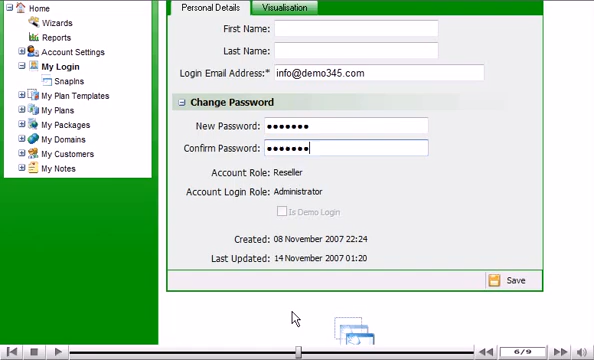 Home
Wizards
Reports
Account Settings
My Login
SnapIns
My Plan Templates
My Plans
My Packages
My Domains
My Customers
My Notes
Personal Details Visualisation
First Name:
Last Name:
Login Email Address:* info@demo345.com
Change Password
New Password: •••••••
Confirm Password: •••••••
Account Role: Reseller
Account Login Role: Administrator
Is Demo Login
Created: 08 November 2007 22:24
Last Updated: 14 November 2007 01:20
Save
6/9